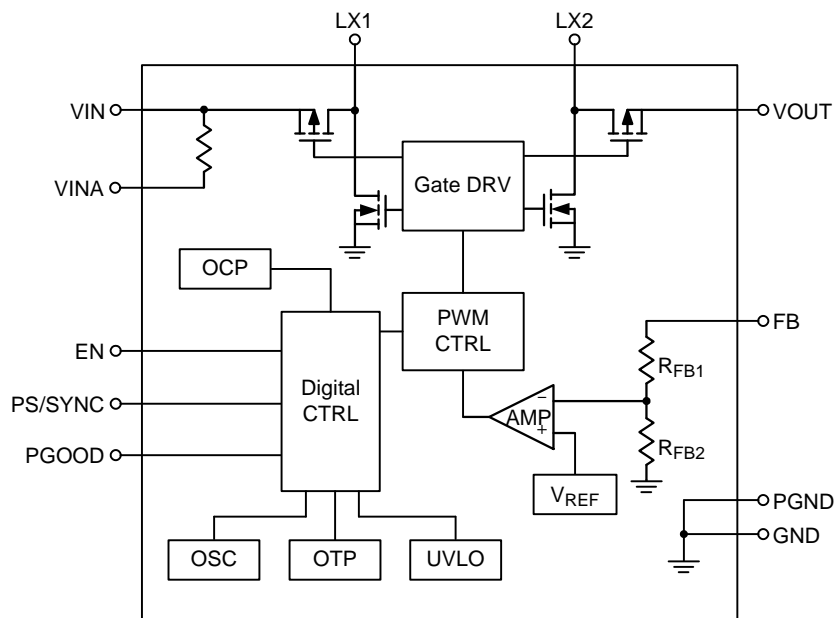 LX1
LX2
VIN
VOUT
VINA
Gate DRV
OCP
FB
PWM
CTRL
EN
RFB1
Digital
CTRL
PS/SYNC
AMP
−
+
RFB2
PGOOD
VREF
PGND
GND
OSC
OTP
UVLO